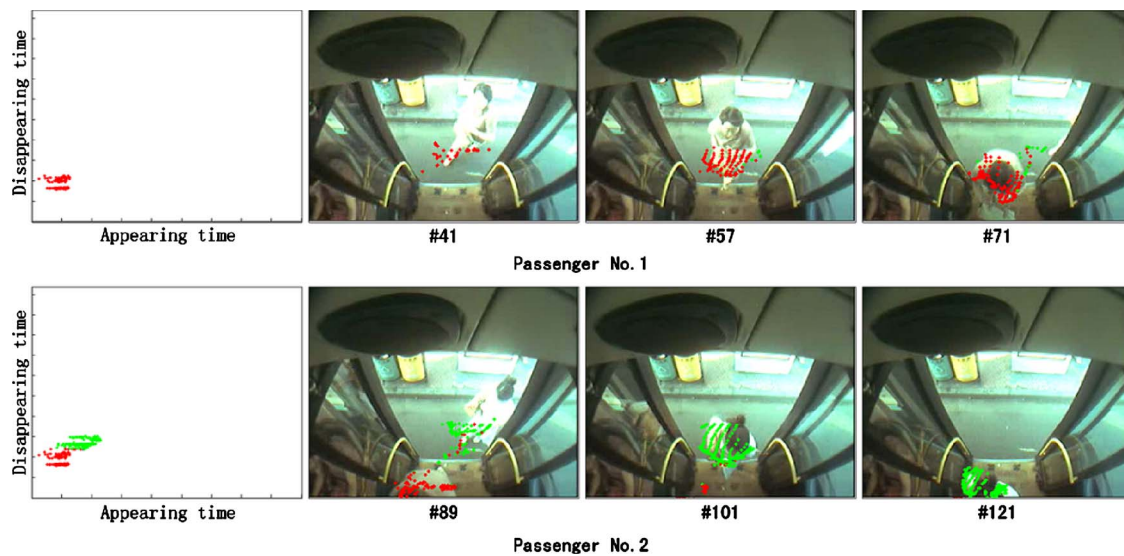 Disappearing time
Appearing time
#41
#57
#71
Passenger No.1
Disappearing time
Appearing time
#89
#101
#121
Passenger No.2